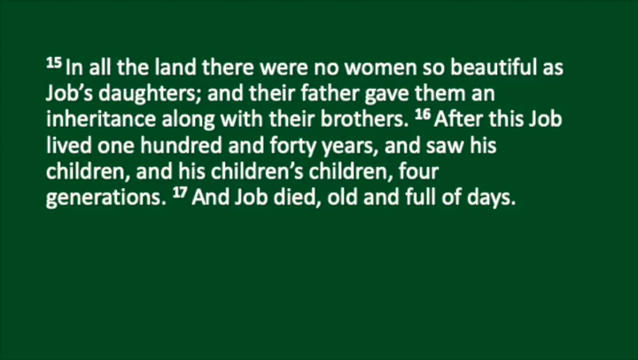 15 In all the land there were no women so beautiful as
Job's daughters; and their father gave them an
inheritance along with their brothers. 16 After this Job
lived one hundred and forty years, and saw his
children, and his children's children, four
generations. 17 And Job died, old and full of days.